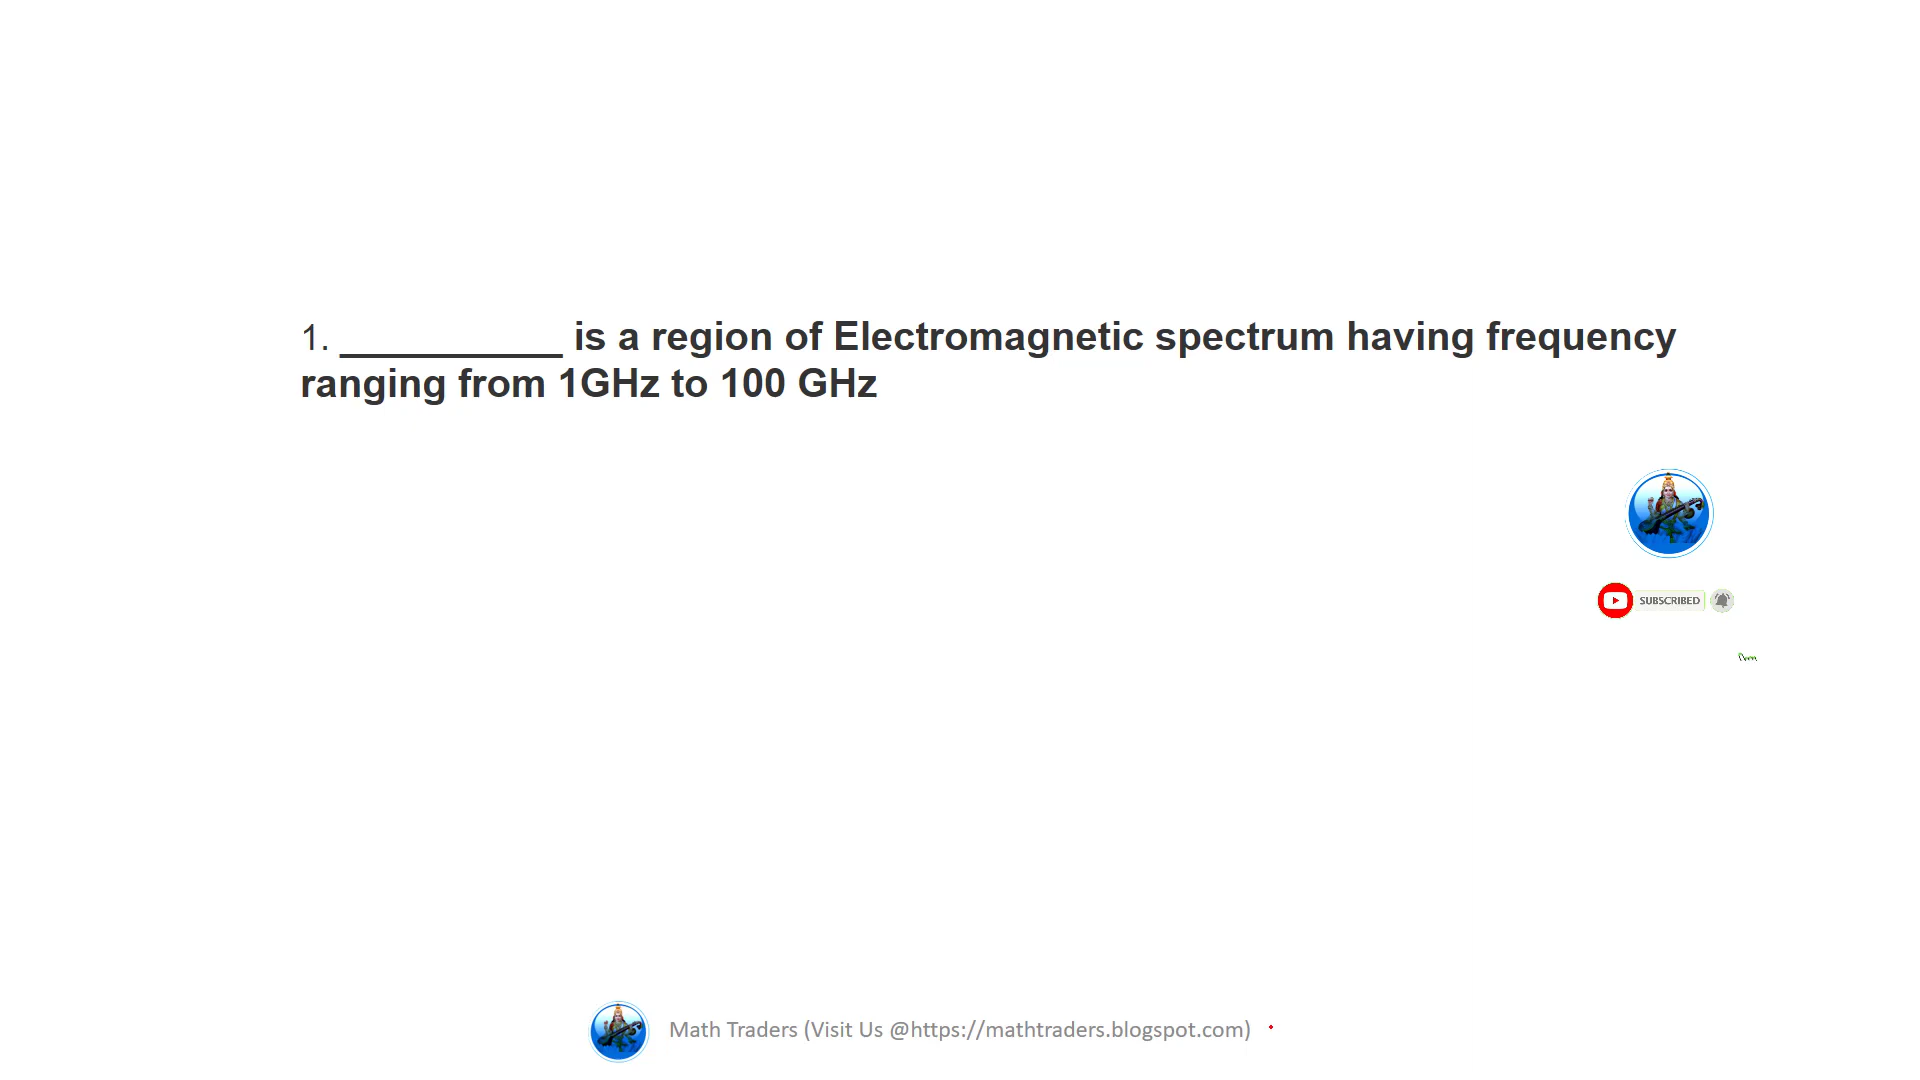 1. __________ is a region of Electromagnetic spectrum having frequency
ranging from 1GHz to 100 GHz
SUBSCRIBED
Math Traders (Visit Us @https://mathtraders.blogspot.com)